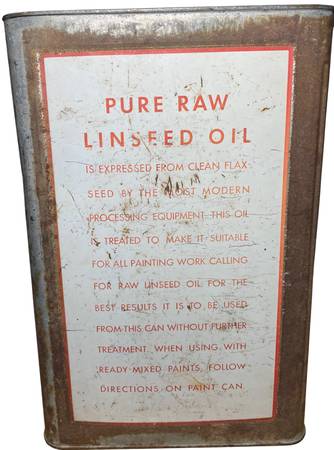 PURE RAW
LINSEED OIL
IS EXPRESSED FROM CLEAN FLAX
SEED BY THE MOST MODERN
PROCESSING EQUIPMENT. THIS OIL
IS TREATED TO MAKE IT SUITABLE
FOR ALL PAINTING WORK CALLING
FOR RAW LINSEED OIL. FOR THE
BEST RESULTS IT IS TO BE USED
FROM THIS CAN WITHOUT FURTHER
TREATMENT. WHEN USING WITH
READY-MIXED PAINTS, FOLLOW
DIRECTIONS ON PAINT CAN.